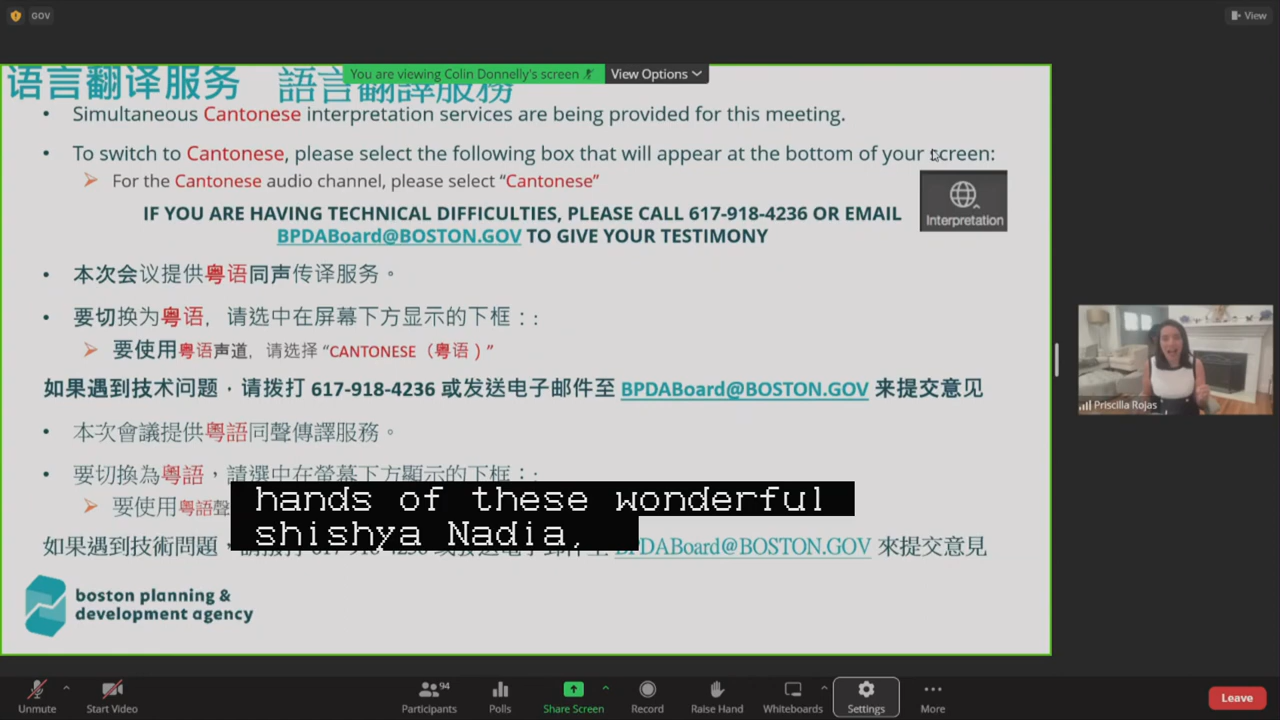 GOV
View
You are viewing Colin Donnelly's screen
View Options
语言翻译服务 語言翻譯服務
• Simultaneous Cantonese interpretation services are being provided for this meeting.
• To switch to Cantonese, please select the following box that will appear at the bottom of your screen:
For the Cantonese audio channel, please select “Cantonese”
Interpretation
IF YOU ARE HAVING TECHNICAL DIFFICULTIES, PLEASE CALL 617-918-4236 OR EMAIL
BPDABoard@BOSTON.GOV TO GIVE YOUR TESTIMONY
• 本次会议提供粤语同声传译服务。
• 要切换为粤语, 请选中在屏幕下方显示的下框：:
要使用粤语声道, 请选择 “CANTONESE（粤语）”
如果遇到技术问题，请拨打 617-918-4236 或发送电子邮件至 BPDABoard@BOSTON.GOV 来提交意见
• 本次會議提供粵語同聲傳譯服務。
• 要切換為粵語，請選中在螢幕下方顯示的下框：:
要使用粵語聲
如果遇到技術問題， BPDABoard@BOSTON.GOV 來提交意見
hands of these wonderful
shishya Nadia,
boston planning &
development agency
Priscilla Rojas
Unmute
Start Video
94
Participants
Polls
Share Screen
Record
Raise Hand
Whiteboards
Settings
More
Leave